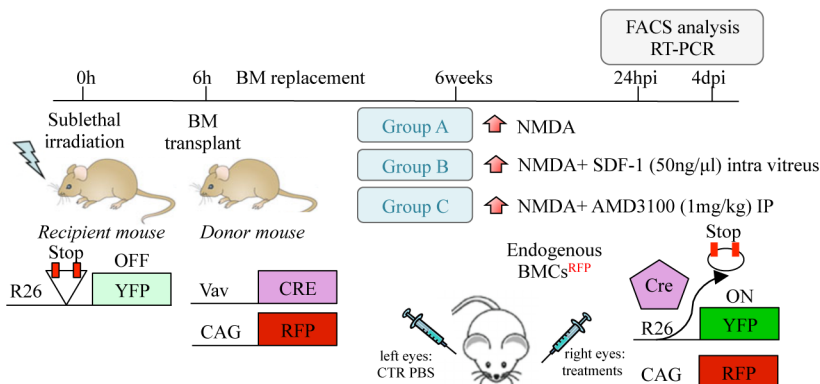 FACS analysis
RT-PCR
0h
6h
BM replacement
6weeks
24hpi
4dpi
Sublethal
irradiation
BM
transplant
Group A
NMDA
Group B
NMDA+ SDF-1 (50ng/µl) intra vitreus
Group C
NMDA+ AMD3100 (1mg/kg) IP
Recipient mouse
Donor mouse
Stop
OFF
R26
YFP
Vav
CRE
CAG
RFP
Endogenous
BMCsRFP
left eyes:
CTR PBS
right eyes:
treatments
Stop
Cre
ON
R26
YFP
CAG
RFP